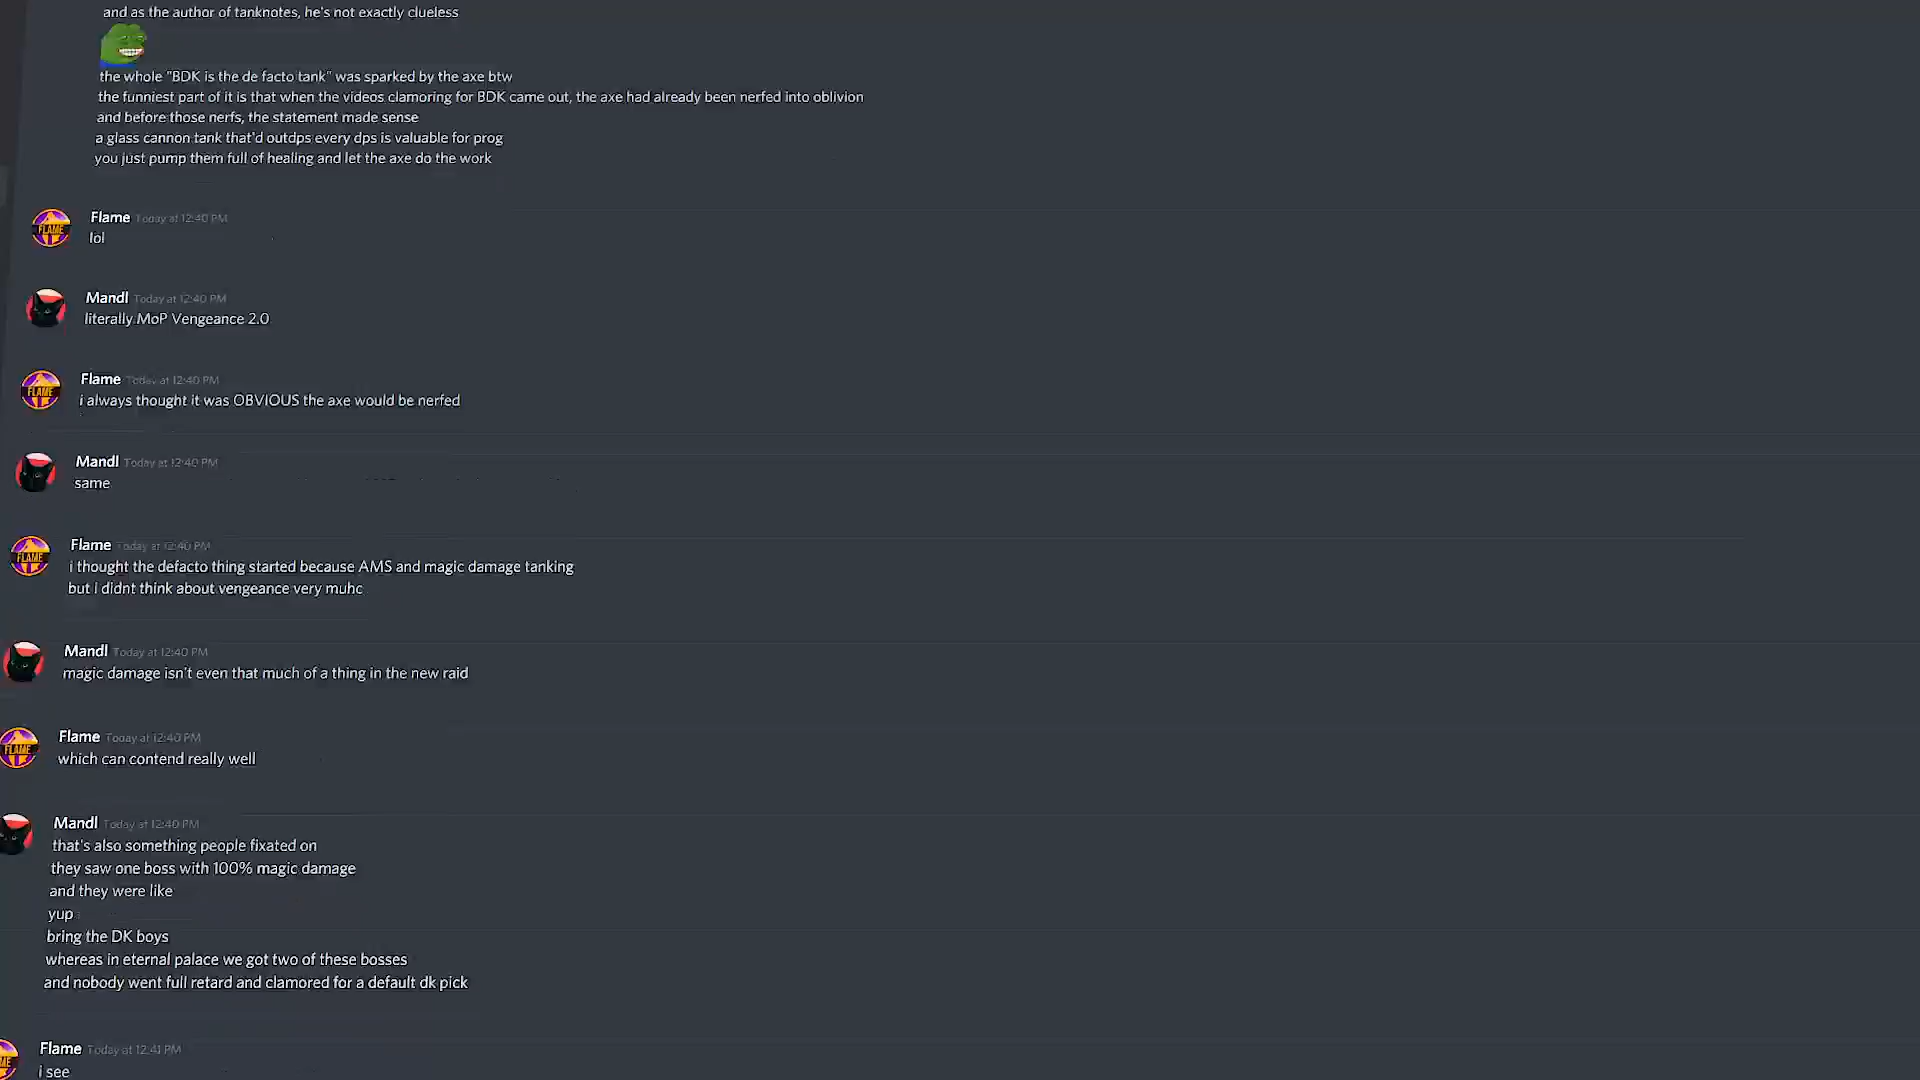 and as the author of tanknotes, he's not exactly clueless
the whole "BDK is the de facto tank" was sparked by the axe btw
the funniest part of it is that when the videos clamoring for BDK came out, the axe had already been nerfed into oblivion
and before those nerfs, the statement made sense
a glass cannon tank that'd outdps every dps is valuable for prog
you just pump them full of healing and let the axe do the work
FLAME
Flame Today at 12:40 PM
lol
Mandl Today at 12:40 PM
literally MoP Vengeance 2.0
FLAME
Flame Today at 12:40 PM
i always thought it was OBVIOUS the axe would be nerfed
Mandl Today at 12:40 PM
same
FLAME
Flame Today at 12:40 PM
i thought the defacto thing started because AMS and magic damage tanking
but i didnt think about vengeance very muhc
Mandl Today at 12:40 PM
magic damage isn't even that much of a thing in the new raid
FLAME
Flame Today at 12:40 PM
which can contend really well
Mandl Today at 12:40 PM
that's also something people fixated on
they saw one boss with 100% magic damage
and they were like
yup
bring the DK boys
whereas in eternal palace we got two of these bosses
and nobody went full retard and clamored for a default dk pick
ME
Flame Today at 12:41 PM
i see